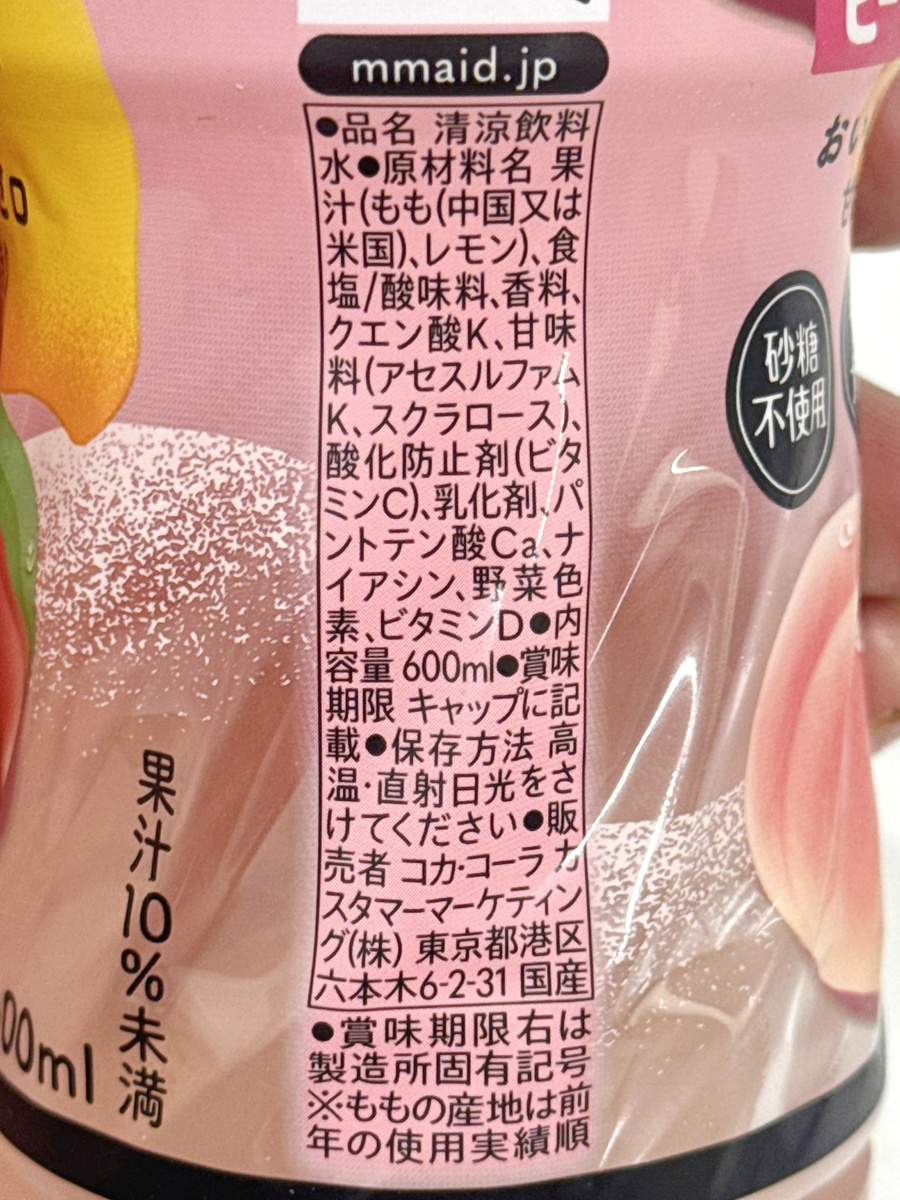 mmaid.jp
●品名 清涼飲料
水●原材料名 果
汁(もも(中国又は
米国)、レモン)、食
塩/酸味料、香料、
クエン酸K、甘味
料(アセスルファム
K、スクラロース)、
酸化防止剤(ビタ
ミンC)、乳化剤、パ
ントテン酸Ca、ナ
イアシン、野菜色
素、ビタミンD●内
容量 600ml●賞味
期限 キャップに記
載●保存方法 高
温・直射日光をさ
けてください●販
売者 コカ・コーラ カ
スタマーマーケティン
グ(株) 東京都港区
六本木6-2-31 国産
●賞味期限右は
製造所固有記号
※ももの産地は前
年の使用実績順
果汁10%未満
00ml
砂糖
不使用
おい